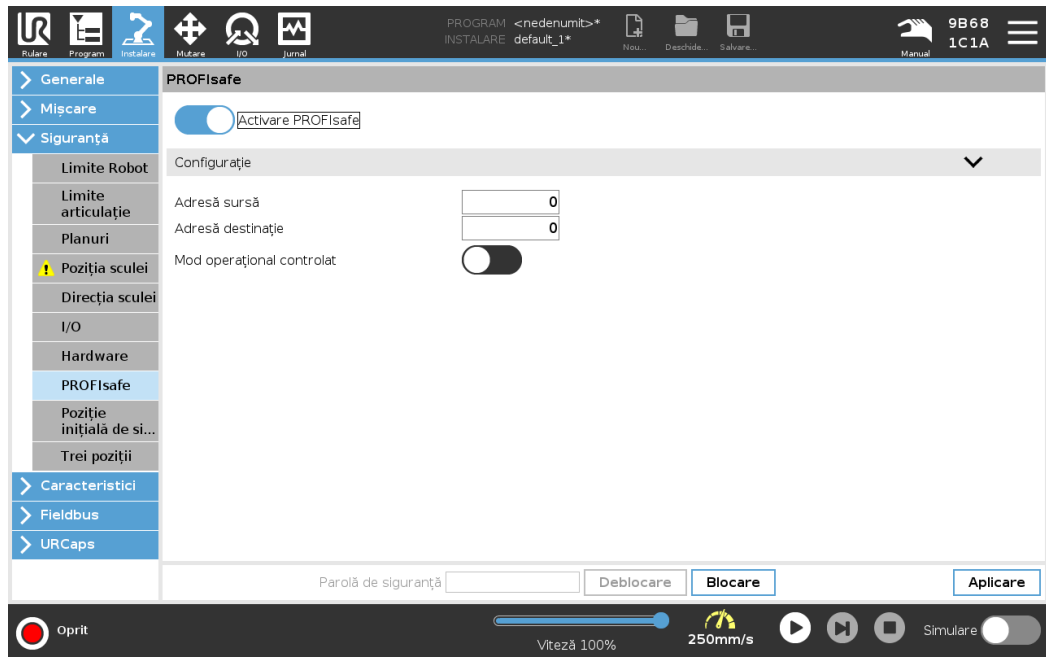 PROGRAM <nedenumit>*
INSTALARE default_1*
9B68
1C1A
Rulare Program Instalare Mutare I/O Jurnal Nou... Deschide... Salvare... Manual
Generale
Mișcare
Siguranță
Limite Robot
Limite
articulație
Planuri
Poziția sculei
Direcția sculei
I/O
Hardware
PROFIsafe
Poziție
inițială de si...
Trei poziții
Caracteristici
Fieldbus
URCaps
PROFIsafe
Activare PROFIsafe
Configurație
Adresă sursă 0
Adresă destinație 0
Mod operațional controlat
Parolă de siguranță Deblocare Blocare Aplicare
Oprit
Viteză 100%
250mm/s
Simulare